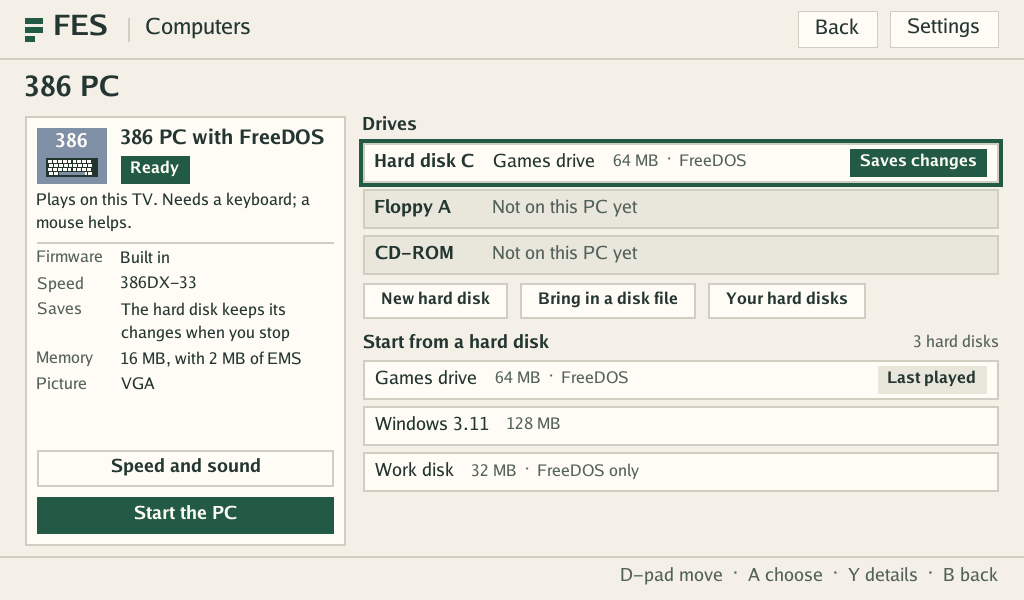 FES
Computers
Back
Settings
386 PC
386
386 PC with FreeDOS
Ready
Plays on this TV. Needs a keyboard; a
mouse helps.
Firmware Built in
Speed 386DX-33
Saves The hard disk keeps its
changes when you stop
Memory 16 MB, with 2 MB of EMS
Picture VGA
Speed and sound
Start the PC
Drives
Hard disk C Games drive 64 MB · FreeDOS Saves changes
Floppy A Not on this PC yet
CD-ROM Not on this PC yet
New hard disk Bring in a disk file Your hard disks
Start from a hard disk 3 hard disks
Games drive 64 MB · FreeDOS Last played
Windows 3.11 128 MB
Work disk 32 MB · FreeDOS only
D-pad move · A choose · Y details · B back